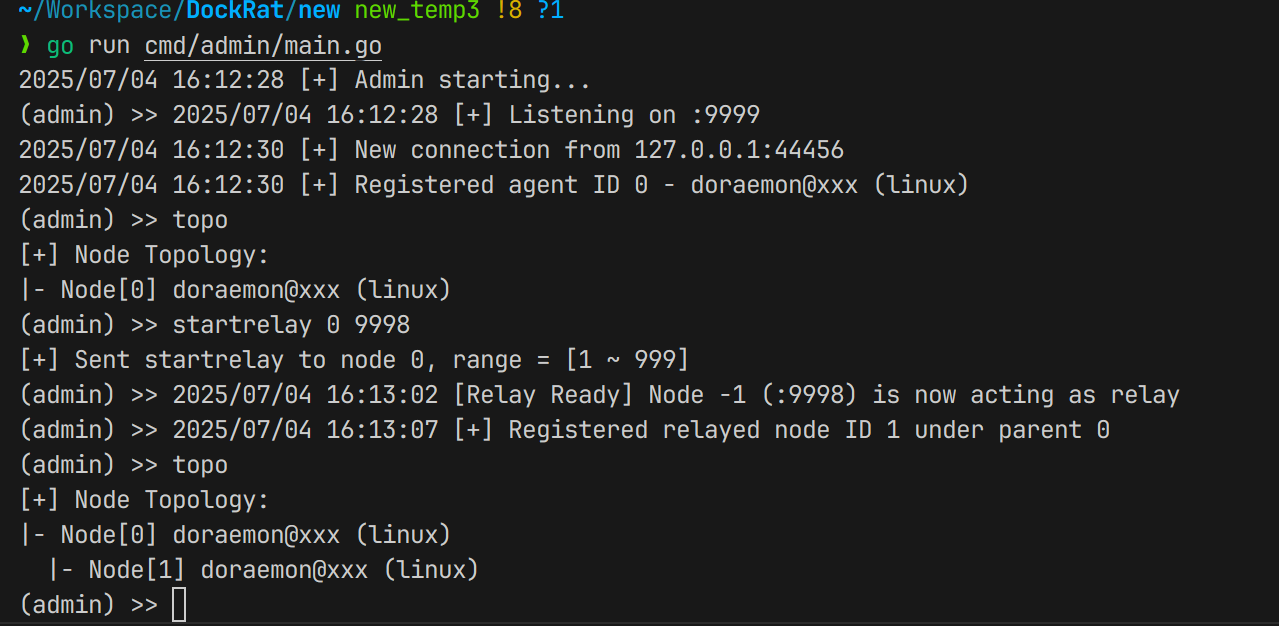 ~/Workspace/DockRat/new new_temp3 !8 ?1
❯ go run cmd/admin/main.go
2025/07/04 16:12:28 [+] Admin starting...
(admin) >> 2025/07/04 16:12:28 [+] Listening on :9999
2025/07/04 16:12:30 [+] New connection from 127.0.0.1:44456
2025/07/04 16:12:30 [+] Registered agent ID 0 - doraemon@xxx (linux)
(admin) >> topo
[+] Node Topology:
|- Node[0] doraemon@xxx (linux)
(admin) >> startrelay 0 9998
[+] Sent startrelay to node 0, range = [1 ~ 999]
(admin) >> 2025/07/04 16:13:02 [Relay Ready] Node -1 (:9998) is now acting as relay
(admin) >> 2025/07/04 16:13:07 [+] Registered relayed node ID 1 under parent 0
(admin) >> topo
[+] Node Topology:
|- Node[0] doraemon@xxx (linux)
  |- Node[1] doraemon@xxx (linux)
(admin) >>